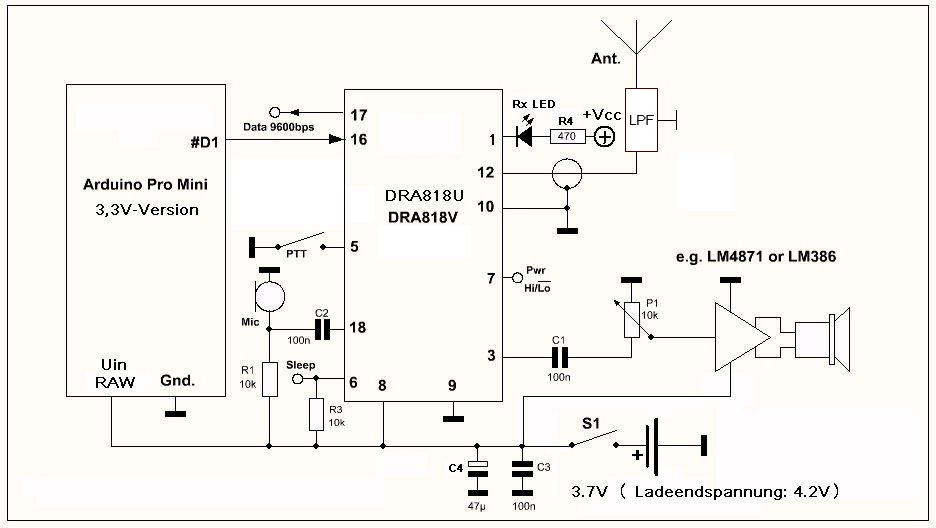 Ant.
Rx LED
R4
+Vcc
470
LPF
17
Data 9600bps
#D1
16
1
12
10
Arduino Pro Mini
3,3V-Version
DRA818U
DRA818V
PTT
5
7
Pwr
Hi/Lo
e.g. LM4871 or LM386
Mic
C2
100n
18
P1
10k
3
C1
100n
Uin
RAW
Gnd.
R1
10k
Sleep
6
8
9
R3
10k
S1
C4
47µ
C3
100n
+
3.7V ( Ladeendspannung: 4.2V)